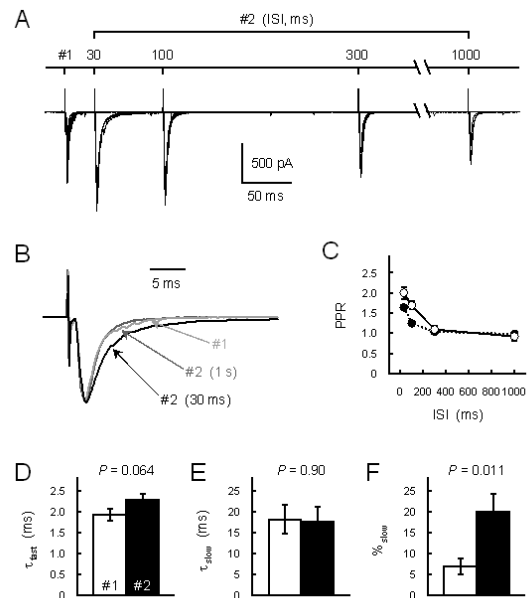 A
#2 (ISI, ms)
#1 30 100 300 1000
500 pA
50 ms
B
5 ms
#1
#2 (1 s)
#2 (30 ms)
C
PPR
2.5
2.0
1.5
1.0
0.5
0
0 200 400 600 800 1000
ISI (ms)
D
P = 0.064
τfast (ms)
2.5
2.0
1.5
1.0
0.5
0
#1 #2
E
P = 0.90
τslow (ms)
25
20
15
10
5
0
F
P = 0.011
%slow
25
20
15
10
5
0